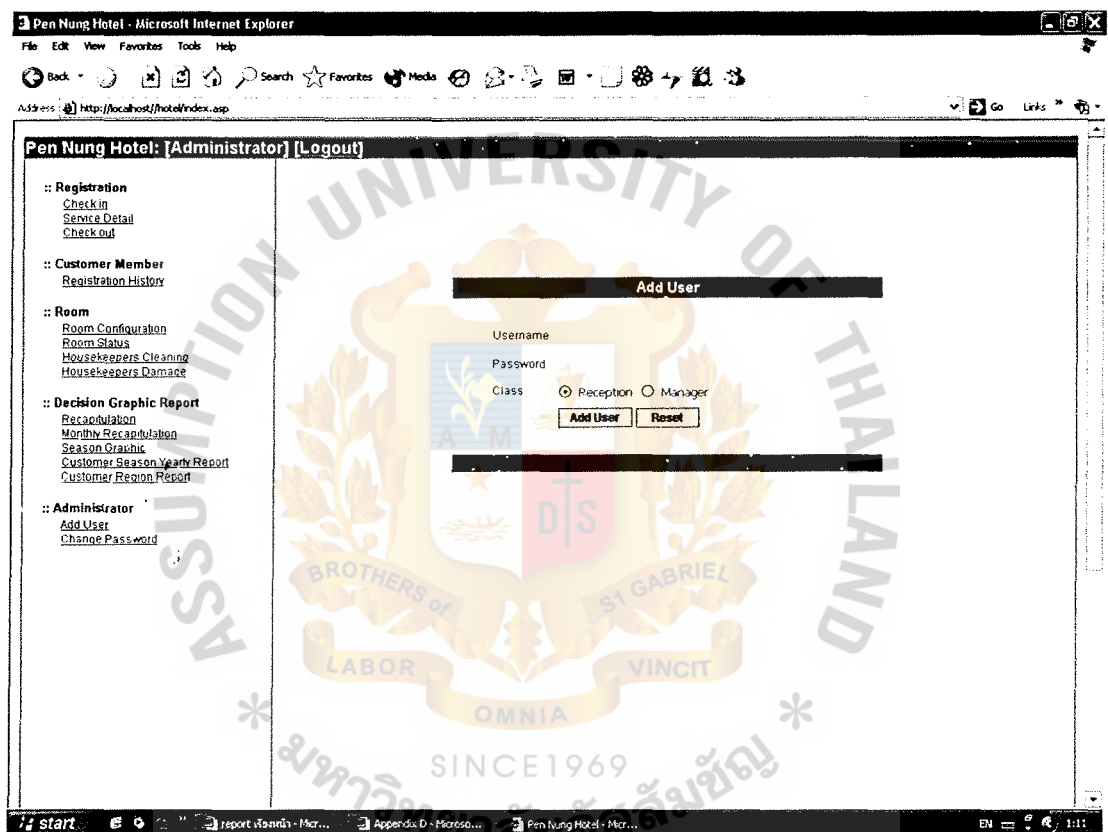 Pen Nung Hotel - Microsoft Internet Explorer
File Edit View Favorites Tools Help
Back Search Favorites Media
Address http://localhost//hotel/index.asp Go Links »
Pen Nung Hotel: [Administrator] [Logout]
:: Registration
Check in
Service Detail
Check out
:: Customer Member
Registration History
:: Room
Room Configuration
Room Status
Housekeepers Cleaning
Housekeepers Damage
:: Decision Graphic Report
Recapitulation
Monthly Recapitulation
Season Graphic
Customer Season Yearly Report
Customer Region Report
:: Administrator
Add User
Change Password
Add User
Username
Password
Class Reception Manager
Add User Reset
ASSUMPTION UNIVERSITY OF THAILAND
A M
D S
BROTHERS OF ST GABRIEL
LABOR
OMNIA
VINCIT
SINCE1969
start » report Appendix D - Microso... Pen Nung Hotel - Micr... EN 1:11